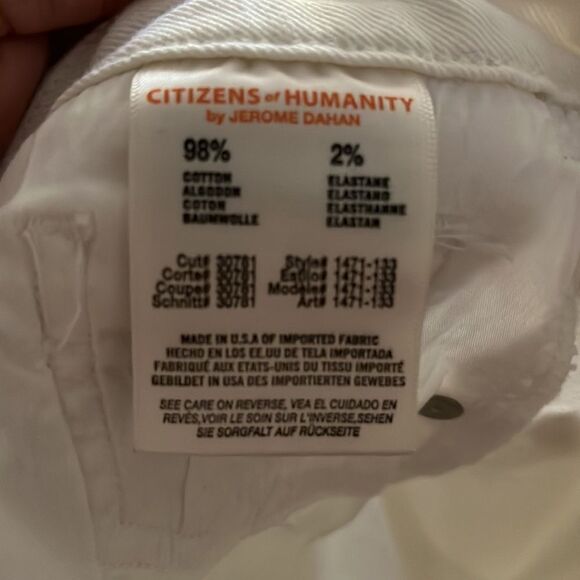 CITIZENS of HUMANITY
by JEROME DAHAN
98% 2%
COTTON ELASTANE
ALGODON ELASTANO
COTON ELASTHANNE
BAUMWOLLE ELASTAN
Cut# 30781 Style# 1471-133
Corte# 30781 Estilo# 1471-133
Coupe# 30781 Modele# 1471-133
Schnitt# 30781 Art# 1471-133
MADE IN U.S.A OF IMPORTED FABRIC
HECHO EN LOS EE.UU DE TELA IMPORTADA
FABRIQUÉ AUX ETATS-UNIS DU TISSU IMPORTÉ
GEBILDET IN USA DES IMPORTIERTEN GEWEBES
SEE CARE ON REVERSE, VEA EL CUIDADO EN
REVÉS,VOIR LE SOIN SUR L'INVERSE,SEHEN
SIE SORGFALT AUF RÜCKSEITE